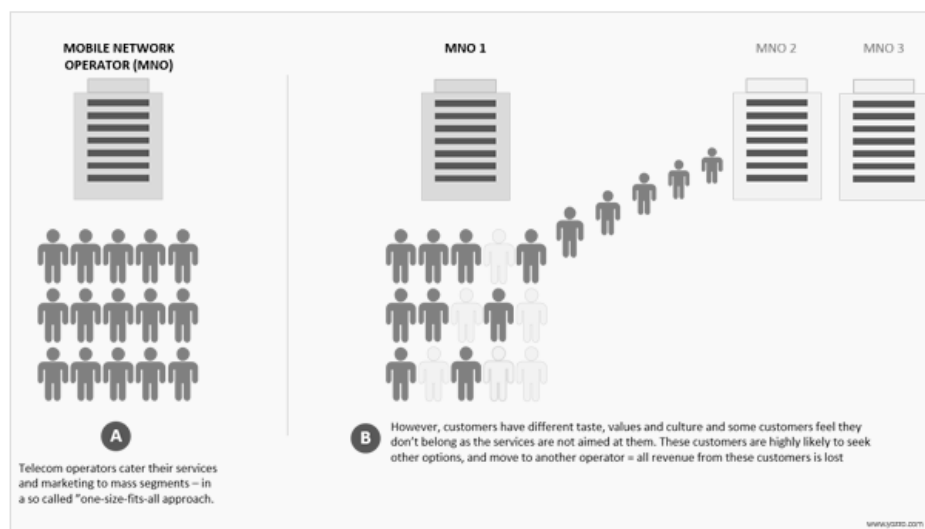 MOBILE NETWORK
OPERATOR (MNO)
MNO 1
MNO 2
MNO 3
A
Telecom operators cater their services
and marketing to mass segments – in
a so called "one-size-fits-all approach.
B
However, customers have different taste, values and culture and some customers feel they
don't belong as the services are not aimed at them. These customers are highly likely to seek
other options, and move to another operator = all revenue from these customers is lost